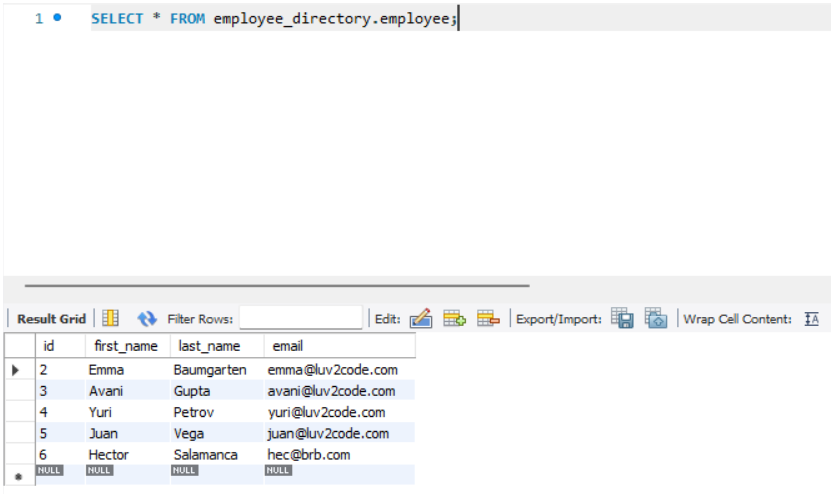 1 SELECT * FROM employee_directory.employee;
Result Grid Filter Rows: Edit: Export/Import: Wrap Cell Content: IA
id first_name last_name email
2 Emma Baumgarten emma@luv2code.com
3 Avani Gupta avani@luv2code.com
4 Yuri Petrov yuri@luv2code.com
5 Juan Vega juan@luv2code.com
6 Hector Salamanca hec@brb.com
NULL NULL NULL NULL